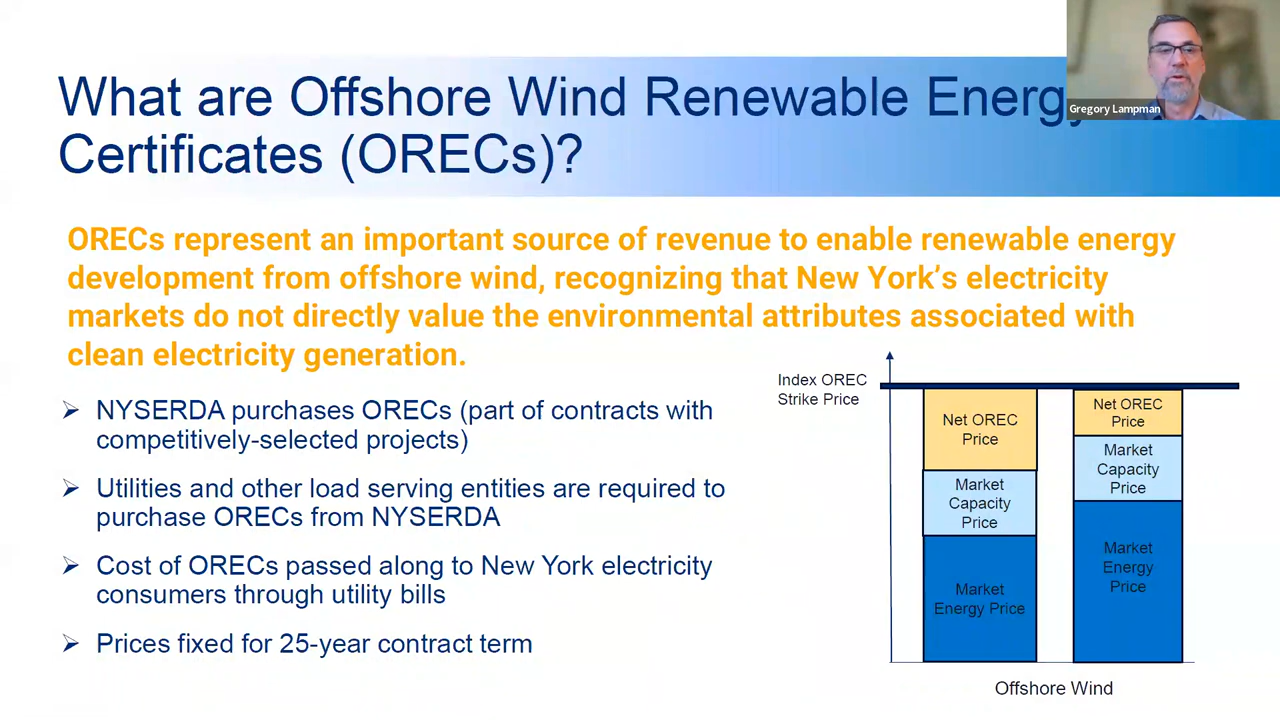 What are Offshore Wind Renewable Energy
Certificates (ORECs)?
Gregory Lampman
ORECs represent an important source of revenue to enable renewable energy
development from offshore wind, recognizing that New York’s electricity
markets do not directly value the environmental attributes associated with
clean electricity generation.
➢ NYSERDA purchases ORECs (part of contracts with
competitively-selected projects)
➢ Utilities and other load serving entities are required to
purchase ORECs from NYSERDA
➢ Cost of ORECs passed along to New York electricity
consumers through utility bills
➢ Prices fixed for 25-year contract term
Index OREC
Strike Price
Net OREC
Price
Market
Capacity
Price
Market
Energy Price
Net OREC
Price
Market
Capacity
Price
Market
Energy
Price
Offshore Wind